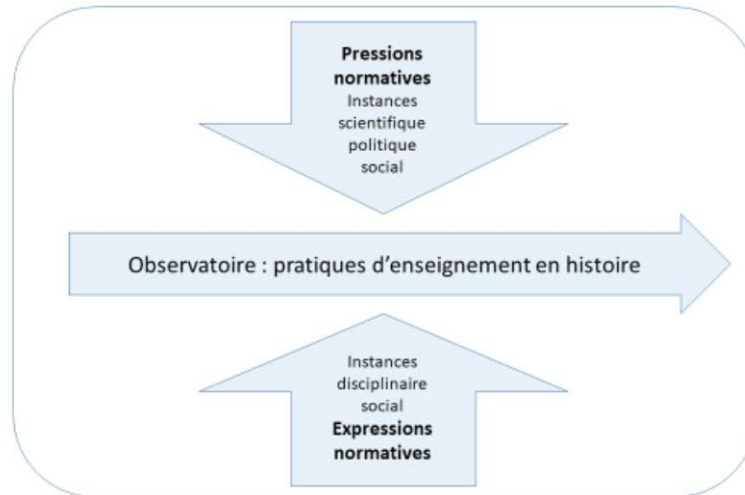 Pressions
normatives
Instances
scientifique
politique
social
Observatoire : pratiques d’enseignement en histoire
Instances
disciplinaire
social
Expressions
normatives